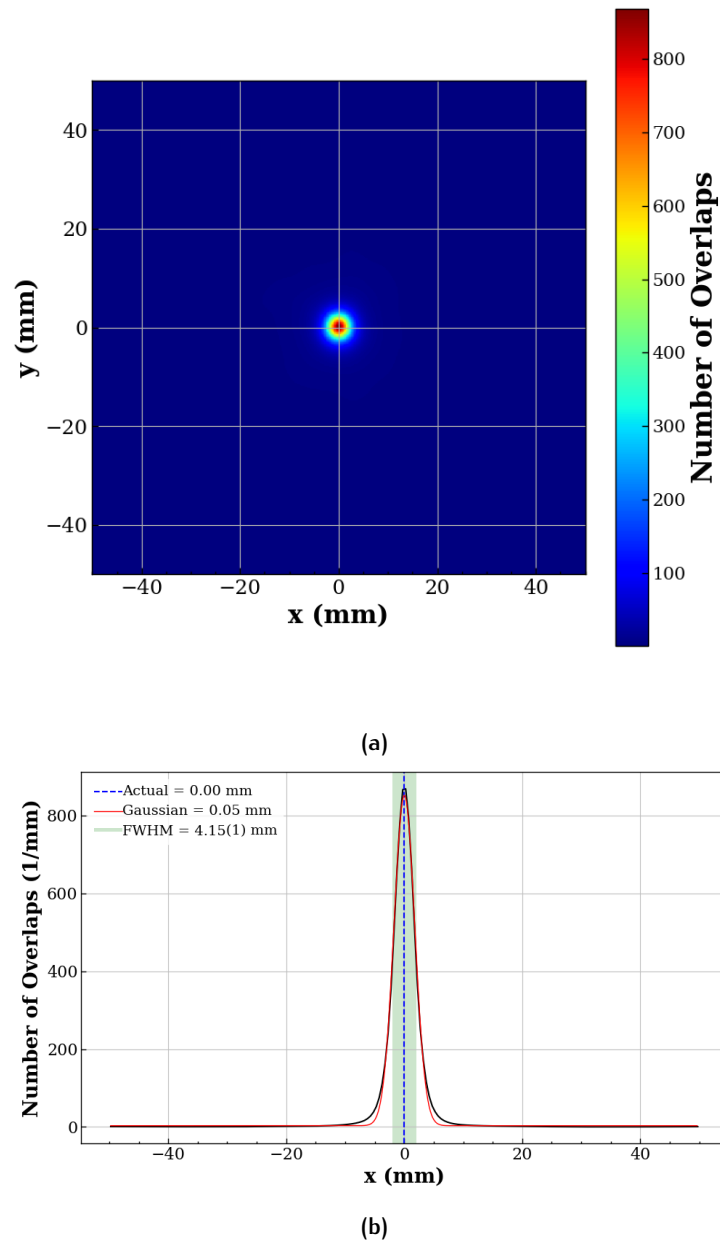 800
700
600
500
400
300
200
100
Number of Overlaps
40
20
0
−20
−40
y (mm)
−40 −20 0 20 40
x (mm)
(a)
Actual = 0.00 mm
Gaussian = 0.05 mm
FWHM = 4.15(1) mm
800
600
400
200
0
Number of Overlaps (1/mm)
−40 −20 0 20 40
x (mm)
(b)